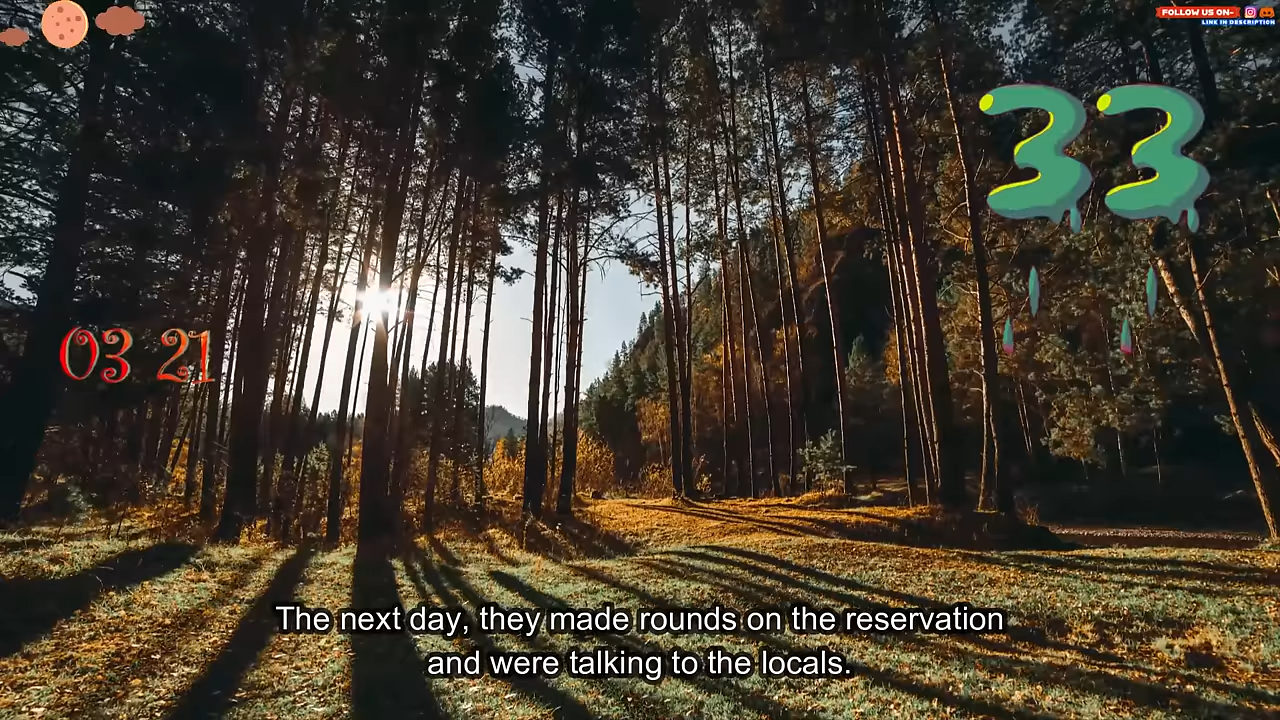 FOLLOW US ON-
LINK IN DESCRIPTION
33
03 21
The next day, they made rounds on the reservation
and were talking to the locals.